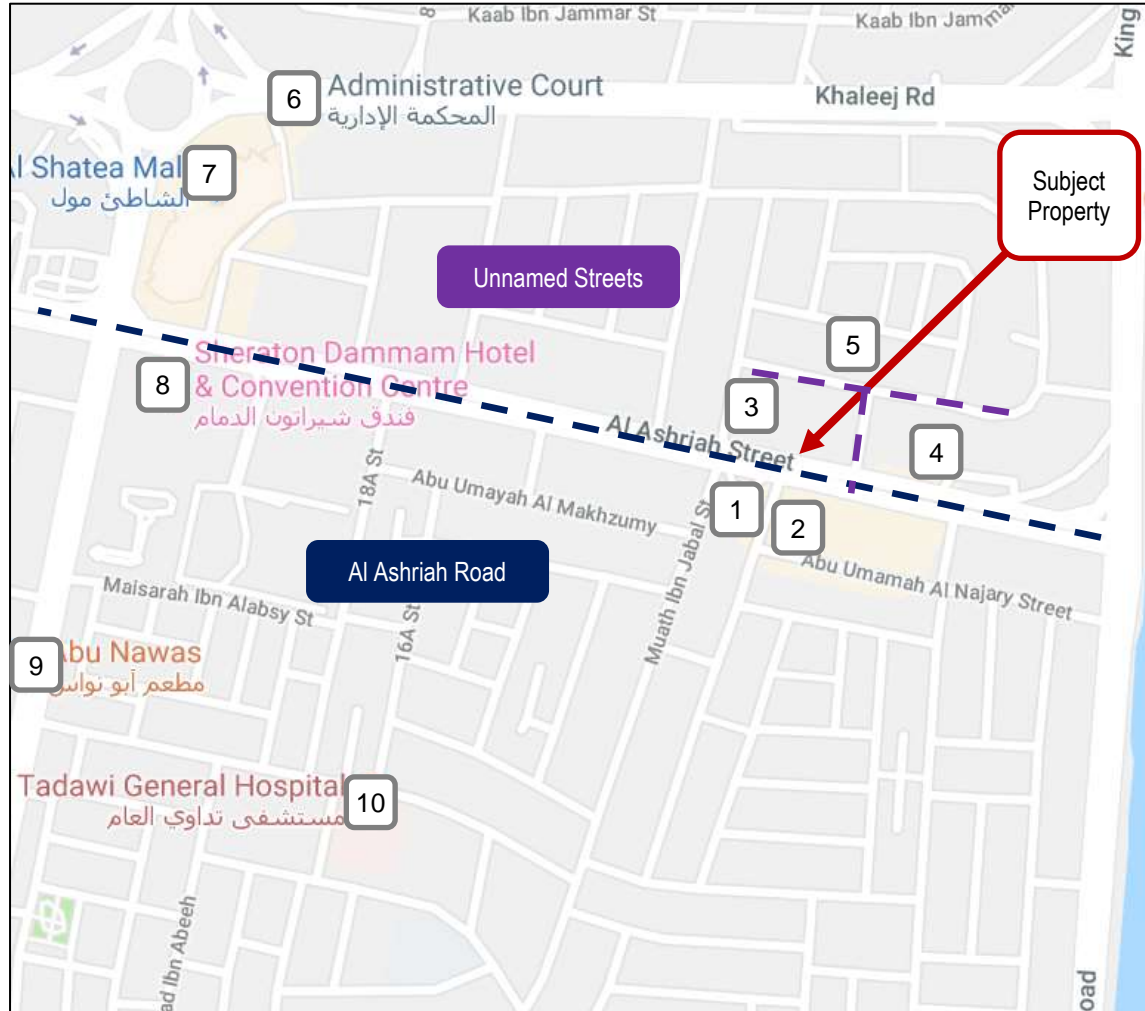 8
Kaab Ibn Jammar St
Kaab Ibn Jammar
King
6
Administrative Court
المحكمة الإدارية
Khaleej Rd
Subject
Property
Al Shatea Mal
7
الشاطئ مول
Unnamed Streets
5
Sheraton Dammam Hotel
& Convention Centre
فندق شيراتون الدمام
8
3
Al Ashriah Street
4
18A St
Abu Umayah Al Makhzumy
1
2
Muath Ibn Jabal St
Abu Umamah Al Najary Street
Al Ashriah Road
Maisarah Ibn Alabsy St
16A St
9
Abu Nawas
مطعم أبو نواس
Tadawi General Hospital
مستشفى تداوي العام
10
ad Ibn Abeeh
oad